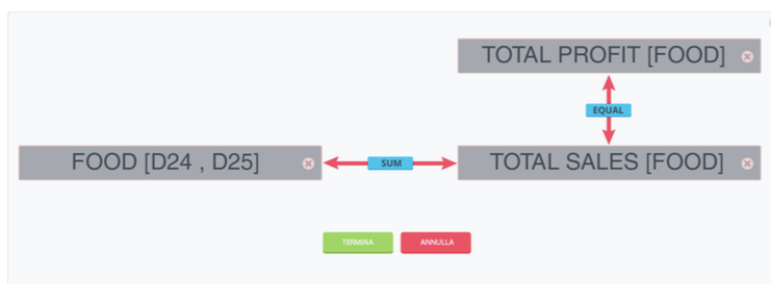 TOTAL PROFIT [FOOD]
EQUAL
FOOD [D24 , D25]
SUM
TOTAL SALES [FOOD]
TERMINA
ANNULLA